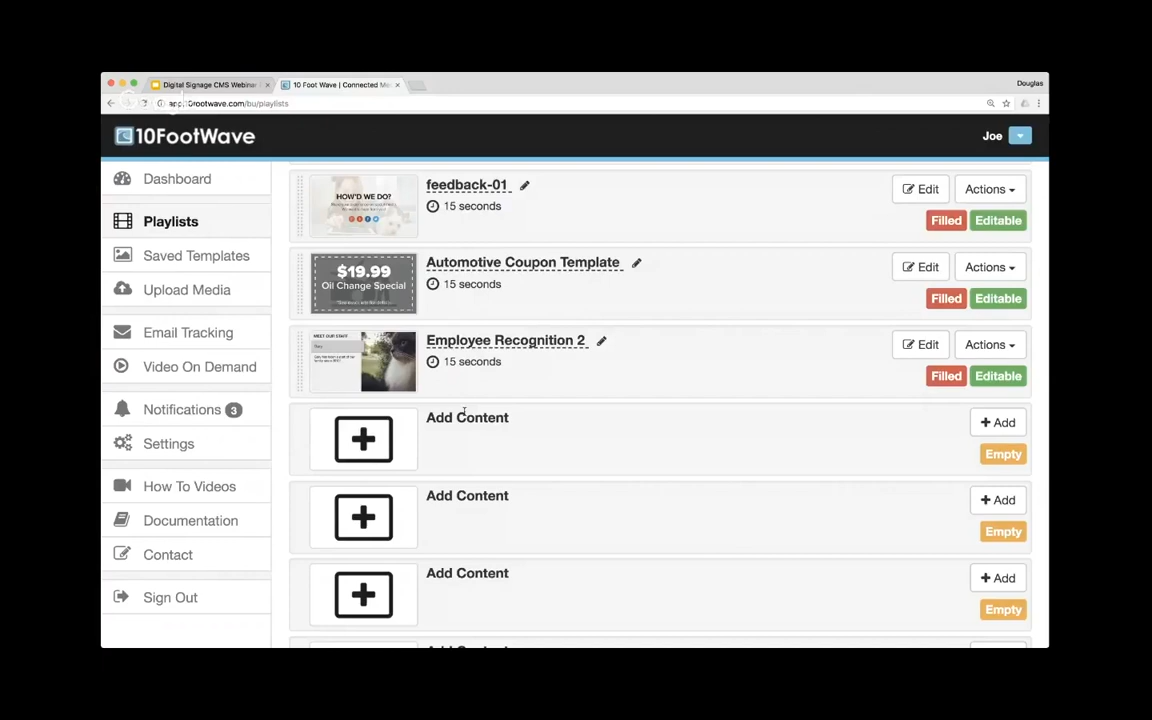 Digital Signage CMS Webinar
10 Foot Wave | Connected Me
Douglas
footwave.com/bu/playlists
10FootWave
Joe
Dashboard
Playlists
Saved Templates
Upload Media
Email Tracking
Video On Demand
Notifications 3
Settings
How To Videos
Documentation
Contact
Sign Out
HOW'D WE DO?
feedback-01
15 seconds
Edit
Actions
Filled
Editable
$19.99
Oil Change Special
Automotive Coupon Template
15 seconds
Edit
Actions
Filled
Editable
MEET OUR STAFF
Employee Recognition 2
15 seconds
Edit
Actions
Filled
Editable
Add Content
+ Add
Empty
Add Content
+ Add
Empty
Add Content
+ Add
Empty
Add Content